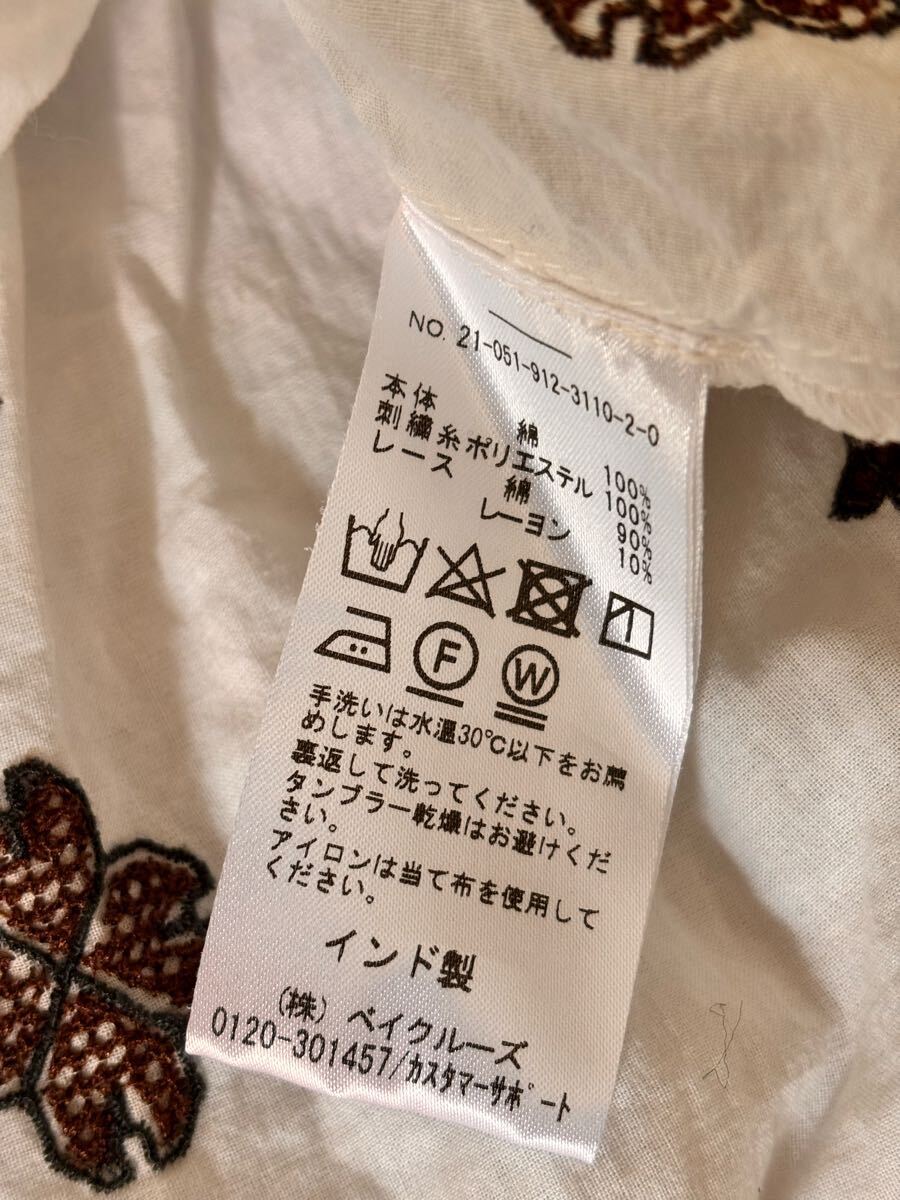 NO. 21-051-912-3110-2-0
本体 綿 100%
刺繍糸 ポリエステル 100%
レース 綿 90%
レーヨン 10%
F W
手洗いは水温30℃以下をお薦
めします。
裏返して洗ってください。
タンブラー乾燥はお避けくだ
さい。
アイロンは当て布を使用して
ください。
インド製
(株) ベイクルーズ
0120-301457/カスタマーサポート